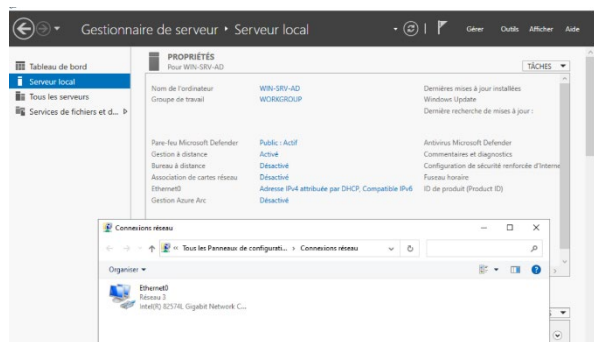 Gestionnaire de serveur ‣ Serveur local
Gérer Outils Afficher Aide
Tableau de bord
Serveur local
Tous les serveurs
Services de fichiers et d...
PROPRIÉTÉS
Pour WIN-SRV-AD
TÂCHES
Nom de l'ordinateur WIN-SRV-AD Dernières mises à jour installées
Groupe de travail WORKGROUP Windows Update
Dernière recherche de mises à jour :
Pare-feu Microsoft Defender Public : Actif Antivirus Microsoft Defender
Gestion à distance Activé Commentaires et diagnostics
Bureau à distance Désactivé Configuration de sécurité renforcée d'Interne
Association de cartes réseau Désactivé Fuseau horaire
Ethernet0 Adresse IPv4 attribuée par DHCP, Compatible IPv6 ID de produit (Product ID)
Gestion Azure Arc Désactivé
Connexions réseau
« Tous les Panneaux de configurati... › Connexions réseau
Organiser
Ethernet0
Réseau 3
Intel(R) 82574L Gigabit Network C...